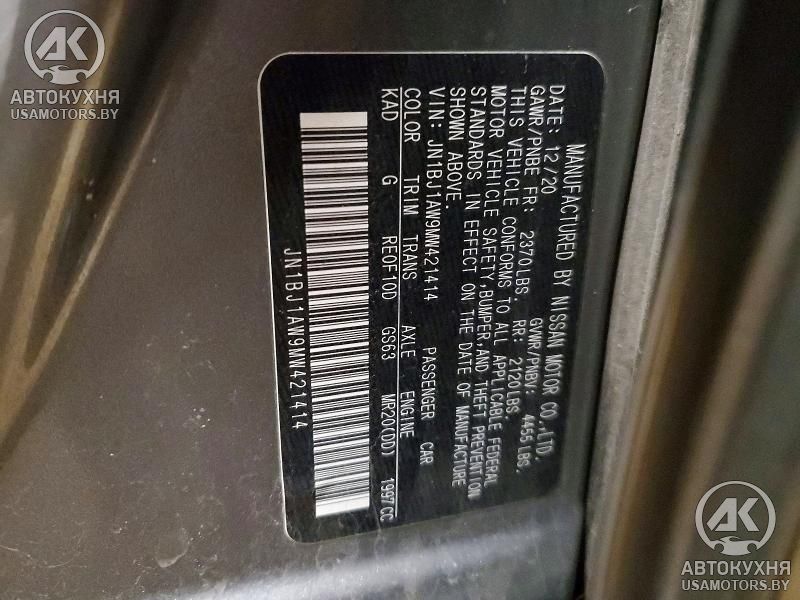 AK
АВТОКУХНЯ
USAMOTORS.BY
MANUFACTURED BY NISSAN MOTOR CO.,LTD.
DATE: 12/20 GVWR/PNBV: 4455LBS.
GAWR/PNBE FR: 2370LBS. RR: 2120LBS.
THIS VEHICLE CONFORMS TO ALL APPLICABLE FEDERAL
MOTOR VEHICLE SAFETY,BUMPER,AND THEFT PREVENTION
STANDARDS IN EFFECT ON THE DATE OF MANUFACTURE
SHOWN ABOVE.
VIN: JN1BJ1AW9MW421414 PASSENGER CAR
COLOR TRIM TRANS AXLE ENGINE
KAD G RE0F10D GS63 MR20(DD) 1997CC
JN1BJ1AW9MW421414
AK
АВТОКУХНЯ
USAMOTORS.BY